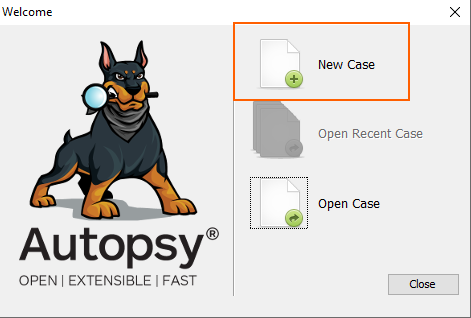 Welcome
New Case
Open Recent Case
Open Case
Autopsy®
OPEN | EXTENSIBLE | FAST
Close